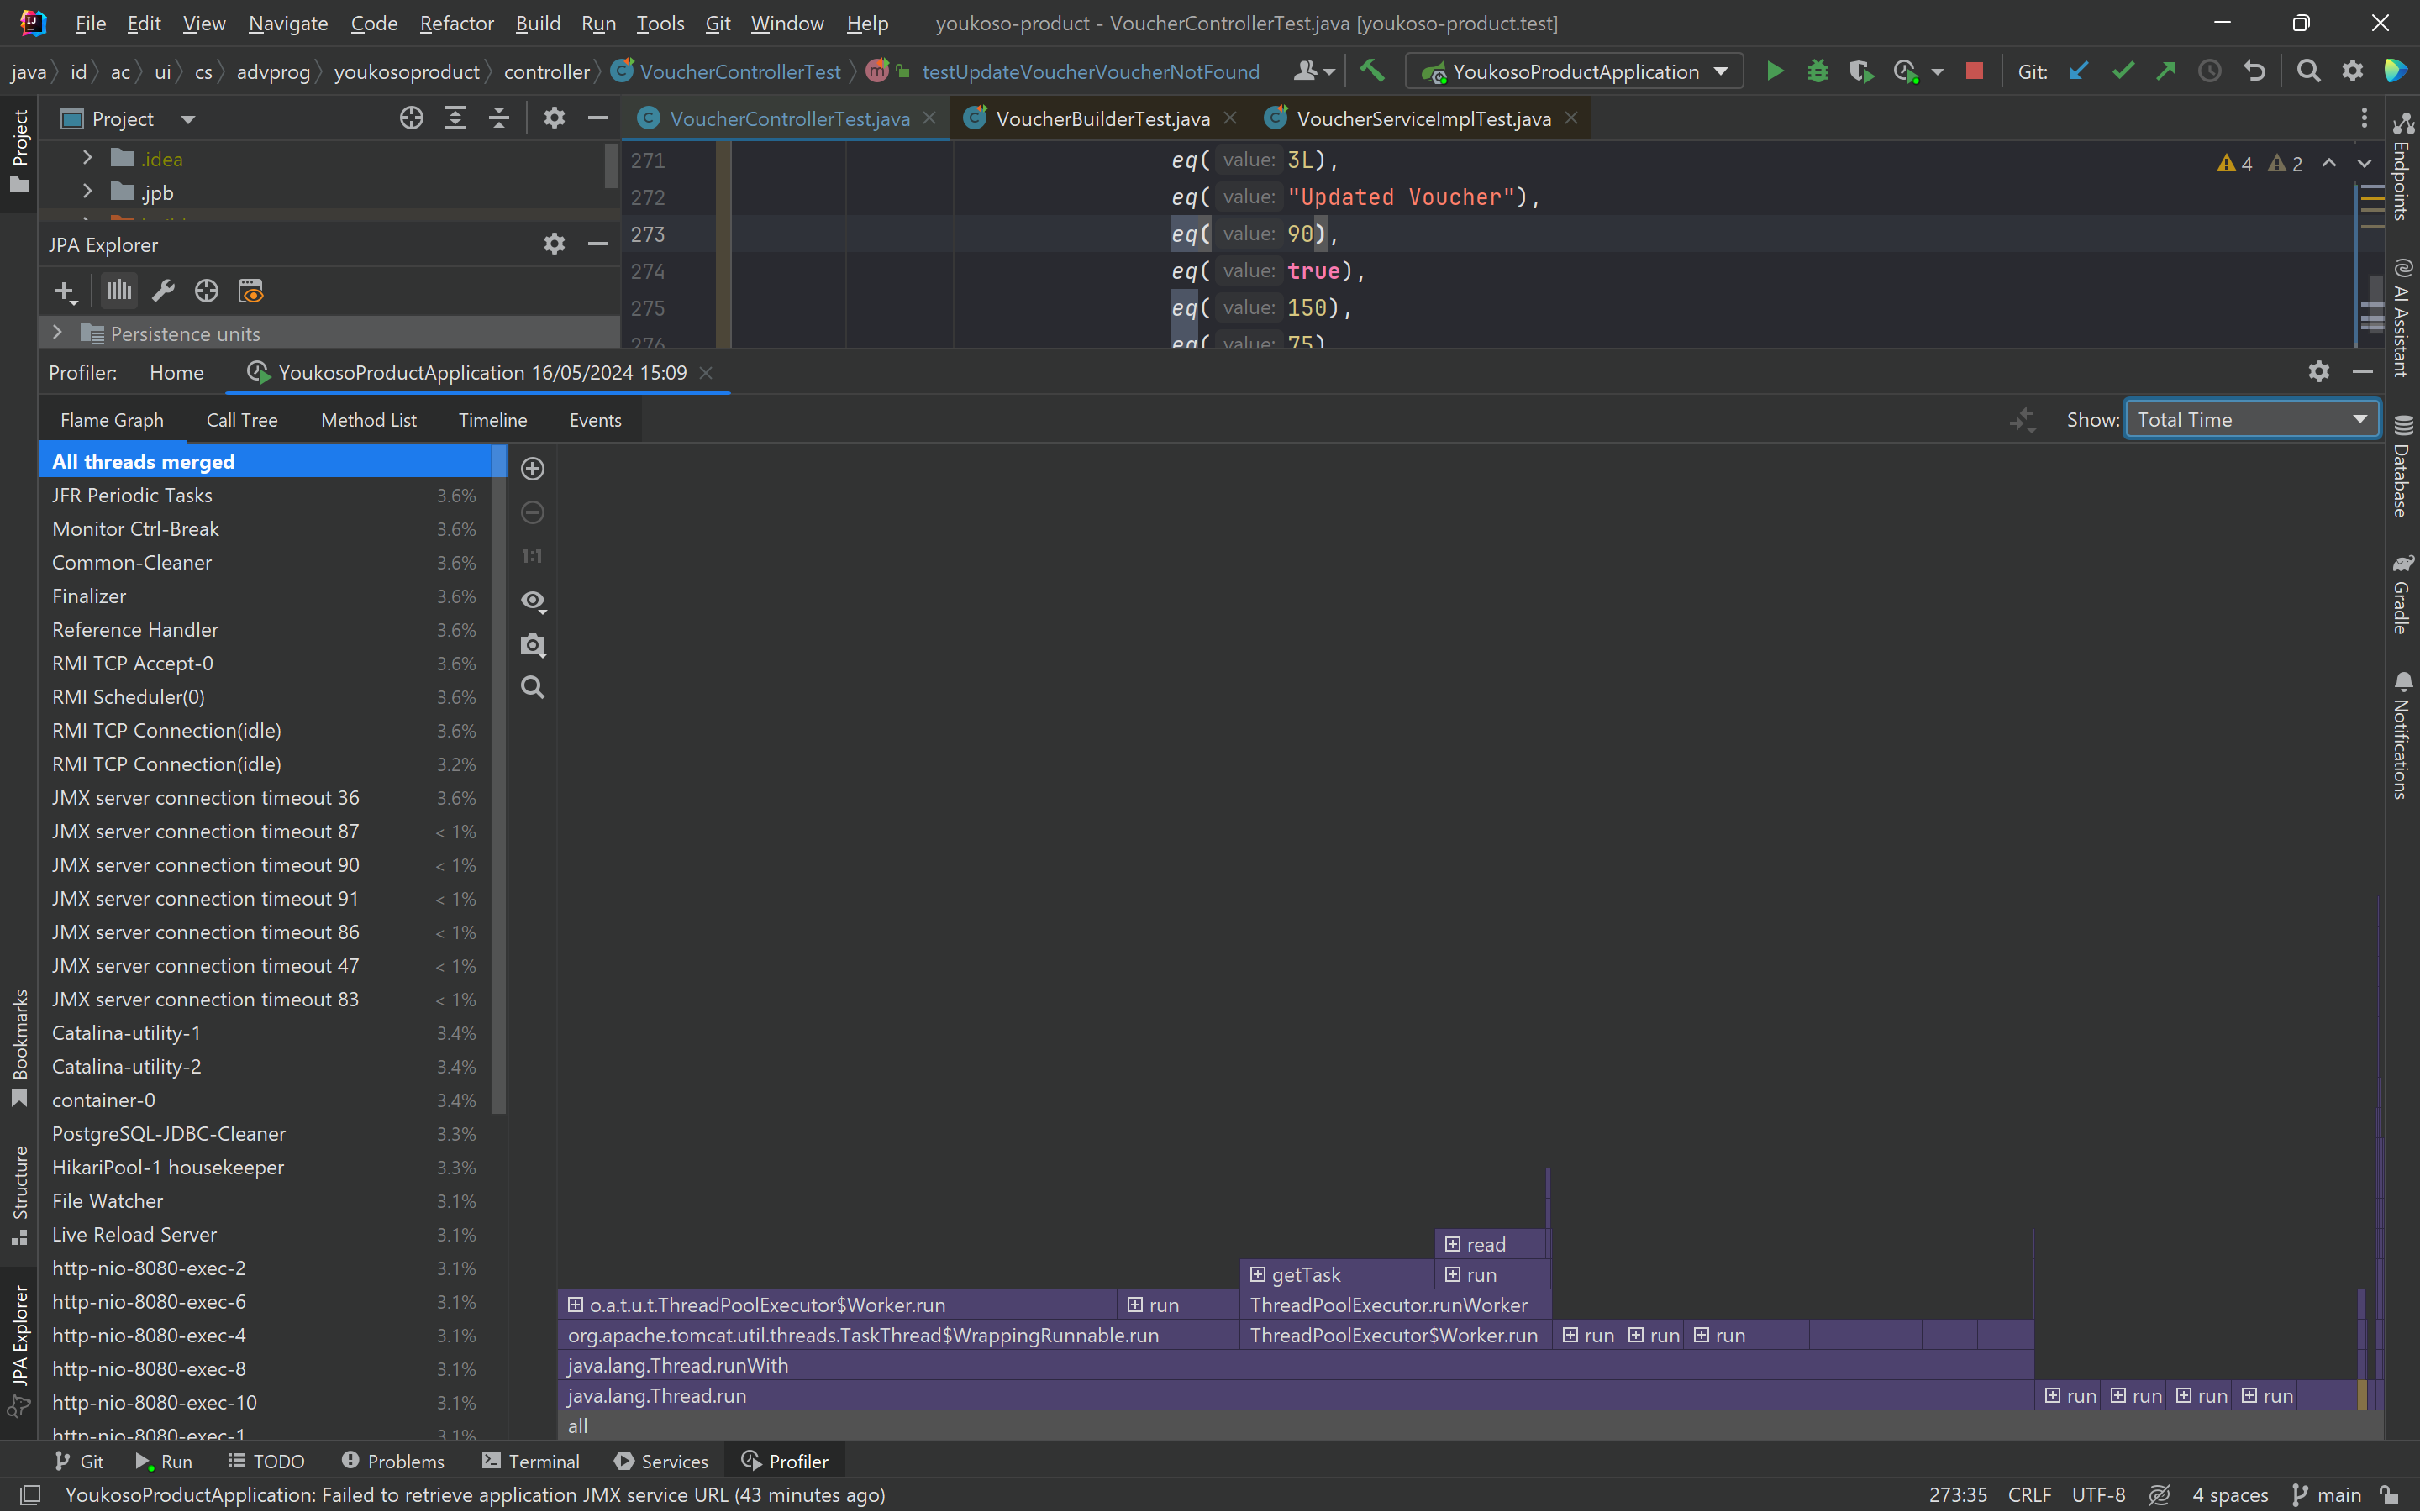 File Edit View Navigate Code Refactor Build Run Tools Git Window Help youkoso-product - VoucherControllerTest.java [youkoso-product.test]
java id ac ui cs advprog youkosoproduct controller VoucherControllerTest testUpdateVoucherVoucherNotFound YoukosoProductApplication Git:
Project
VoucherControllerTest.java VoucherBuilderTest.java VoucherServiceImplTest.java
.idea
.jpb
JPA Explorer
Persistence units
271 eq( value: 3L),
272 eq( value: "Updated Voucher"),
273 eq( value: 90),
274 eq( value: true),
275 eq( value: 150),
276 eq( value: 75)
4 2
Profiler: Home YoukosoProductApplication 16/05/2024 15:09
Flame Graph Call Tree Method List Timeline Events Show: Total Time
All threads merged
JFR Periodic Tasks 3.6%
Monitor Ctrl-Break 3.6%
Common-Cleaner 3.6%
Finalizer 3.6%
Reference Handler 3.6%
RMI TCP Accept-0 3.6%
RMI Scheduler(0) 3.6%
RMI TCP Connection(idle) 3.6%
RMI TCP Connection(idle) 3.2%
JMX server connection timeout 36 3.6%
JMX server connection timeout 87 < 1%
JMX server connection timeout 90 < 1%
JMX server connection timeout 91 < 1%
JMX server connection timeout 86 < 1%
JMX server connection timeout 47 < 1%
JMX server connection timeout 83 < 1%
Catalina-utility-1 3.4%
Catalina-utility-2 3.4%
container-0 3.4%
PostgreSQL-JDBC-Cleaner 3.3%
HikariPool-1 housekeeper 3.3%
File Watcher 3.1%
Live Reload Server 3.1%
http-nio-8080-exec-2 3.1%
http-nio-8080-exec-6 3.1%
http-nio-8080-exec-4 3.1%
http-nio-8080-exec-8 3.1%
http-nio-8080-exec-10 3.1%
http-nio-8080-exec-1 3.1%
1:1
read
getTask run
o.a.t.u.t.ThreadPoolExecutor$Worker.run run ThreadPoolExecutor.runWorker
org.apache.tomcat.util.threads.TaskThread$WrappingRunnable.run ThreadPoolExecutor$Worker.run run run run
java.lang.Thread.runWith
java.lang.Thread.run run run run run
all
Project
Bookmarks
Structure
JPA Explorer
Endpoints
AI Assistant
Database
Gradle
Notifications
Git Run TODO Problems Terminal Services Profiler
YoukosoProductApplication: Failed to retrieve application JMX service URL (43 minutes ago) 273:35 CRLF UTF-8 4 spaces main